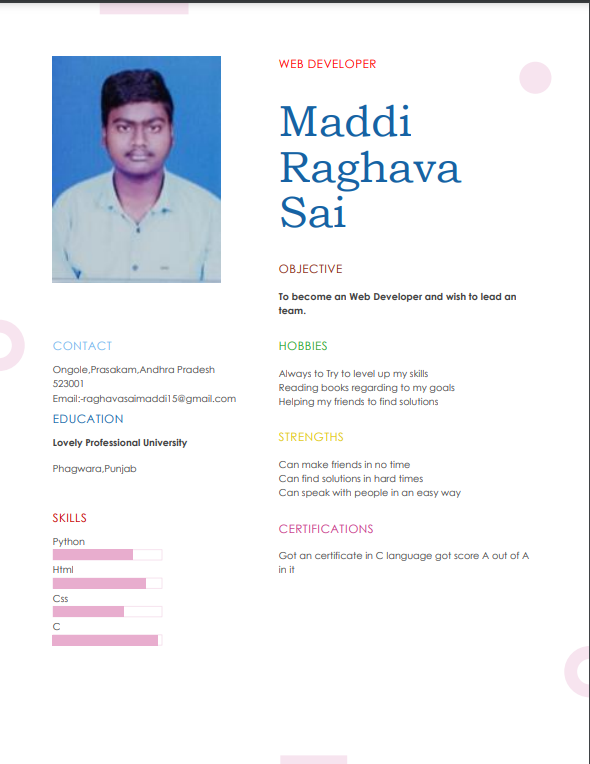 WEB DEVELOPER
Maddi
Raghava
Sai
OBJECTIVE
To become an Web Developer and wish to lead an
team.
CONTACT
Ongole,Prasakam,Andhra Pradesh
523001
Email:-raghavasaimaddi15@gmail.com
EDUCATION
Lovely Professional University
Phagwara,Punjab
SKILLS
Python
Html
Css
C
HOBBIES
Always to Try to level up my skills
Reading books regarding to my goals
Helping my friends to find solutions
STRENGTHS
Can make friends in no time
Can find solutions in hard times
Can speak with people in an easy way
CERTIFICATIONS
Got an certificate in C language got score A out of A
in it